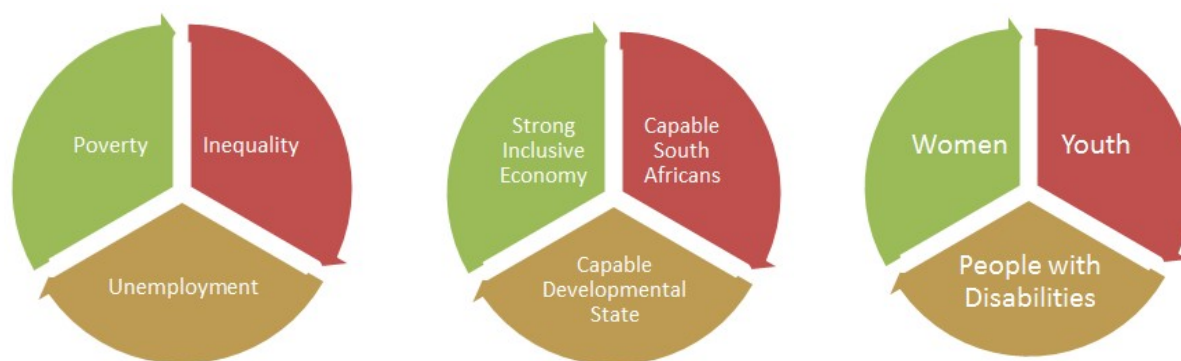 Poverty
Inequality
Unemployment
Strong
Inclusive
Economy
Capable
South
Africans
Capable
Developmental
State
Women
Youth
People with
Disabilities